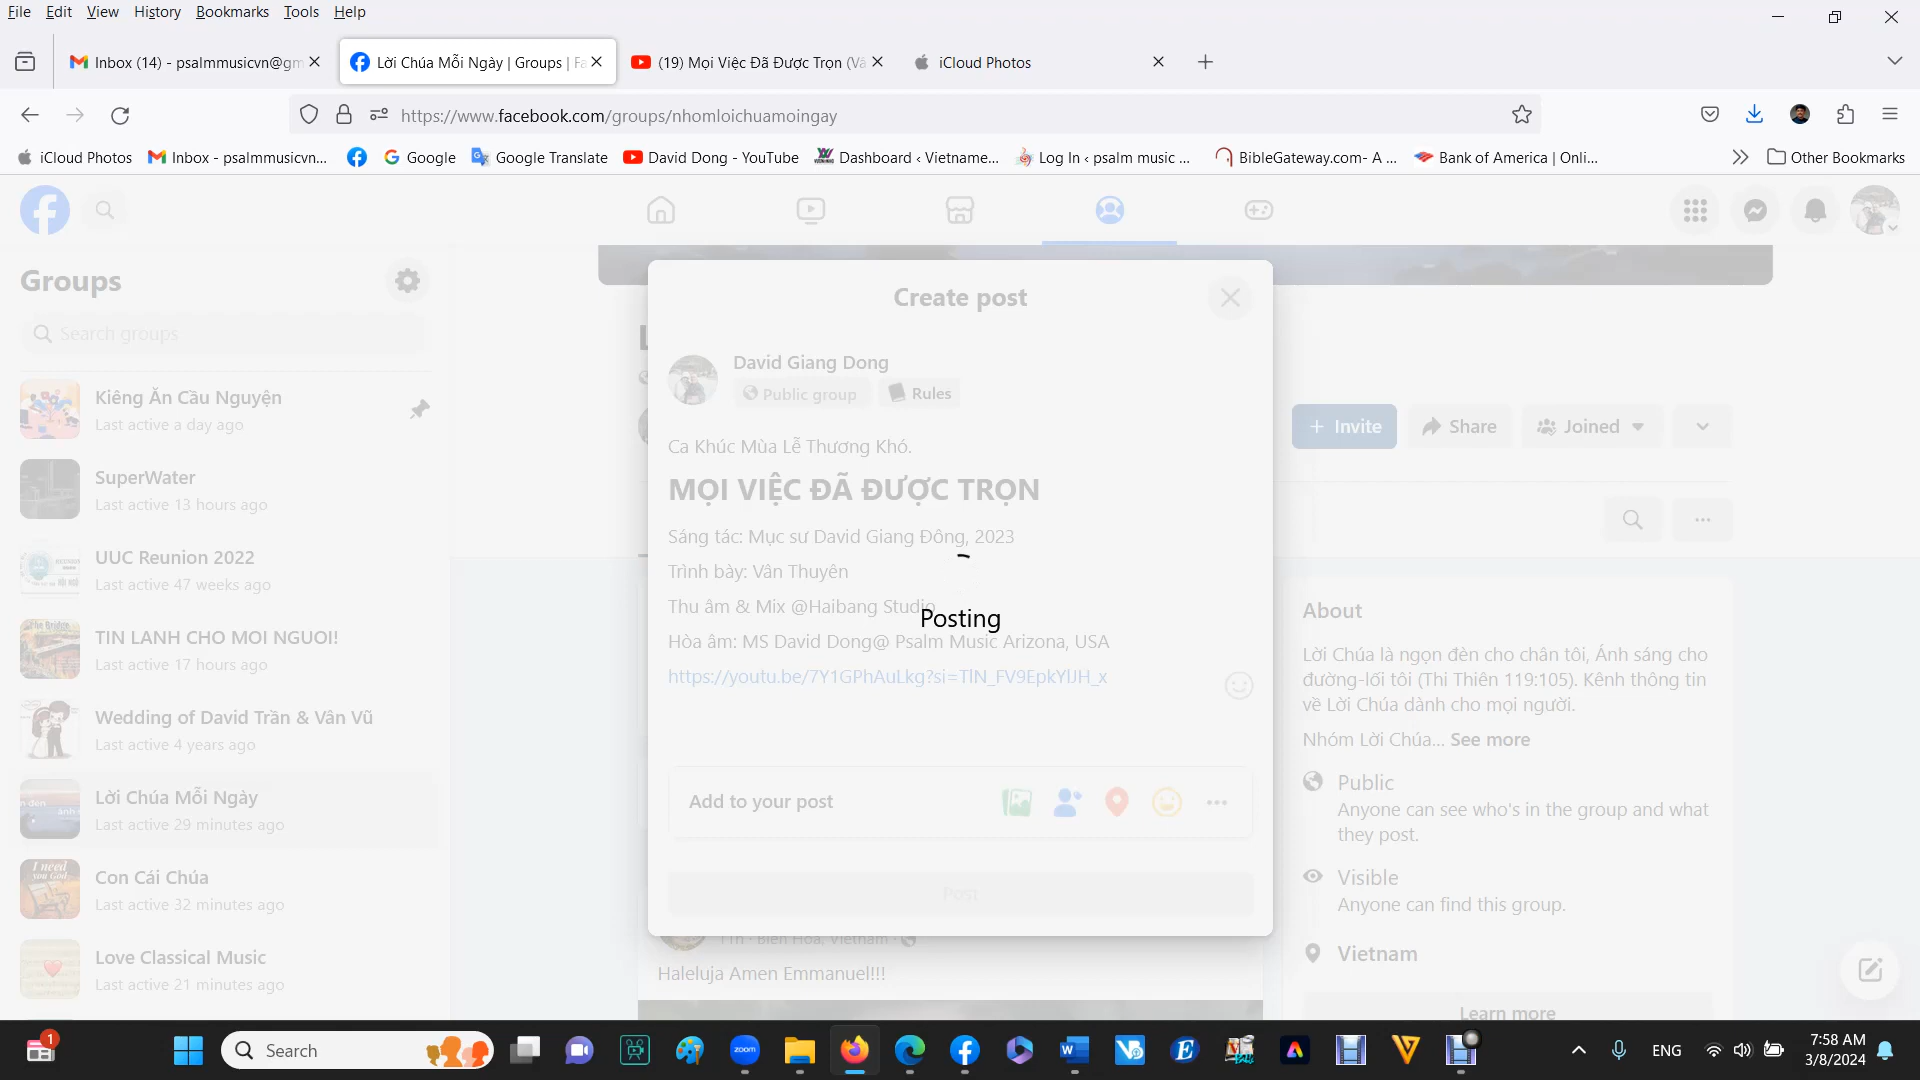 File Edit View History Bookmarks Tools Help
Inbox (14) - psalmmusicvn@gm
Lời Chúa Mỗi Ngày | Groups | Fa
(19) Mọi Việc Đã Được Trọn (Vâ
iCloud Photos
https://www.facebook.com/groups/nhomloichuamoingay
iCloud Photos
Inbox - psalmmusicvn...
Google
Google Translate
David Dong - YouTube
Dashboard ‹ Vietname...
Log In ‹ psalm music ...
BibleGateway.com- A ...
Bank of America | Onli...
Other Bookmarks
Groups
Search groups
Kiêng Ăn Cầu Nguyện
Last active a day ago
SuperWater
Last active 13 hours ago
UUC Reunion 2022
Last active 47 weeks ago
TIN LANH CHO MOI NGUOI!
Last active 17 hours ago
Wedding of David Trần & Vân Vũ
Last active 4 years ago
Lời Chúa Mỗi Ngày
Last active 29 minutes ago
Con Cái Chúa
Last active 32 minutes ago
Love Classical Music
Last active 21 minutes ago
Create post
David Giang Dong
Public group
Rules
Ca Khúc Mùa Lễ Thương Khó.
MỌI VIỆC ĐÃ ĐƯỢC TRỌN
Sáng tác: Mục sư David Giang Đông, 2023
Trình bày: Vân Thuyên
Thu âm & Mix @Haibang Studio
Posting
Hòa âm: MS David Dong@ Psalm Music Arizona, USA
https://youtu.be/7Y1GPhAuLkg?si=TlN_FV9EpkYlJH_x
Add to your post
Post
11h · Biên Hòa, Vietnam ·
Haleluja Amen Emmanuel!!!
Invite
Share
Joined
About
Lời Chúa là ngọn đèn cho chân tôi, Ánh sáng cho
đường-lối tôi (Thi Thiên 119:105). Kênh thông tin
về Lời Chúa dành cho mọi người.
Nhóm Lời Chúa... See more
Public
Anyone can see who's in the group and what
they post.
Visible
Anyone can find this group.
Vietnam
Learn more
1
Search
zoom
ENG
7:58 AM
3/8/2024